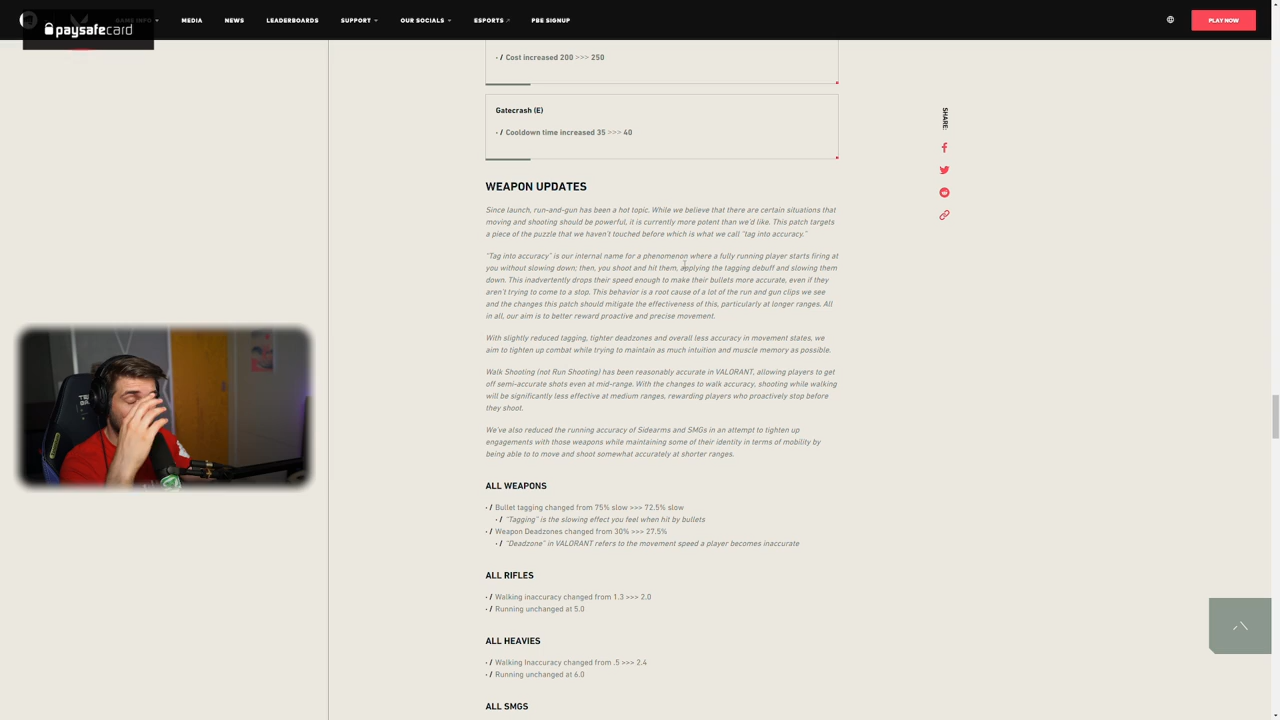 GAME INFO
MEDIA
NEWS
LEADERBOARDS
SUPPORT
OUR SOCIALS
ESPORTS
PBE SIGNUP
PLAY NOW
paysafecard
/ Cost increased 200 >>> 250
Gatecrash (E)
/ Cooldown time increased 35 >>> 40
SHARE:
WEAPON UPDATES
Since launch, run-and-gun has been a hot topic. While we believe that there are certain situations that
moving and shooting should be powerful, it is currently more potent than we'd like. This patch targets
a piece of the puzzle that we haven't touched before which is what we call "tag into accuracy."
"Tag into accuracy" is our internal name for a phenomenon where a fully running player starts firing at
you without slowing down; then, you shoot and hit them, applying the tagging debuff and slowing them
down. This inadvertently drops their speed enough to make their bullets more accurate, even if they
aren't trying to come to a stop. This behavior is a root cause of a lot of the run and gun clips we see
and the changes this patch should mitigate the effectiveness of this, particularly at longer ranges. All
in all, our aim is to better reward proactive and precise movement.
With slightly reduced tagging, tighter deadzones and overall less accuracy in movement states, we
aim to tighten up combat while trying to maintain as much intuition and muscle memory as possible.
Walk Shooting (not Run Shooting) has been reasonably accurate in VALORANT, allowing players to get
off semi-accurate shots even at mid-range. With the changes to walk accuracy, shooting while walking
will be significantly less effective at medium ranges, rewarding players who proactively stop before
they shoot.
We've also reduced the running accuracy of Sidearms and SMGs in an attempt to tighten up
engagements with those weapons while maintaining some of their identity in terms of mobility by
being able to to move and shoot somewhat accurately at shorter ranges.
ALL WEAPONS
/ Bullet tagging changed from 75% slow >>> 72.5% slow
/ "Tagging" is the slowing effect you feel when hit by bullets
/ Weapon Deadzones changed from 30% >>> 27.5%
/ "Deadzone" in VALORANT refers to the movement speed a player becomes inaccurate
ALL RIFLES
/ Walking inaccuracy changed from 1.3 >>> 2.0
/ Running unchanged at 5.0
ALL HEAVIES
/ Walking Inaccuracy changed from .5 >>> 2.4
/ Running unchanged at 6.0
ALL SMGS